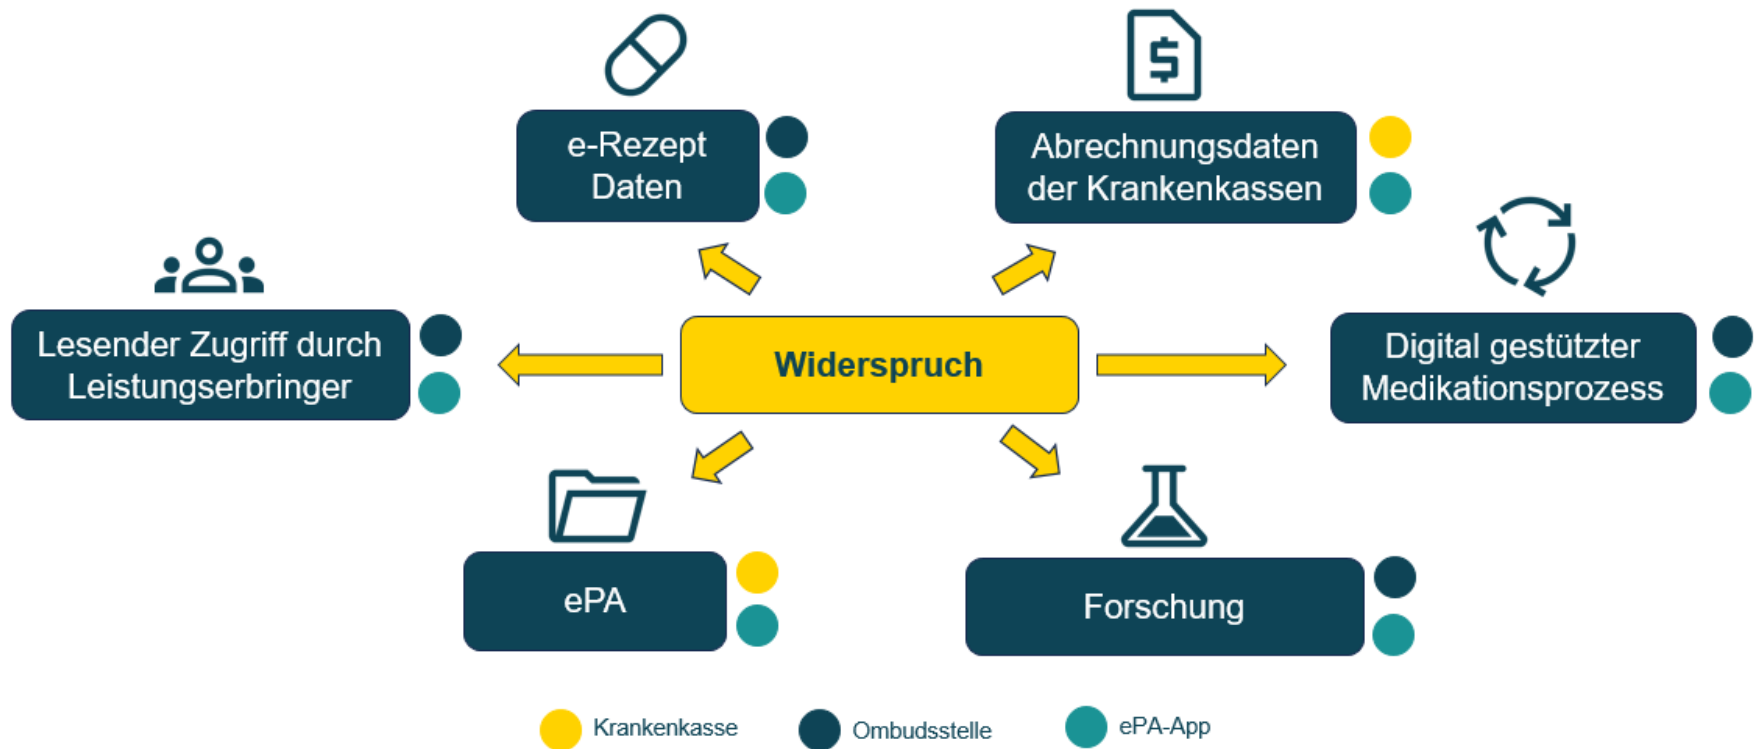 e-Rezept
Daten
$
Abrechnungsdaten
der Krankenkassen
Lesender Zugriff durch
Leistungserbringer
Widerspruch
Digital gestützter
Medikationsprozess
ePA
Forschung
Krankenkasse
Ombudsstelle
ePA-App